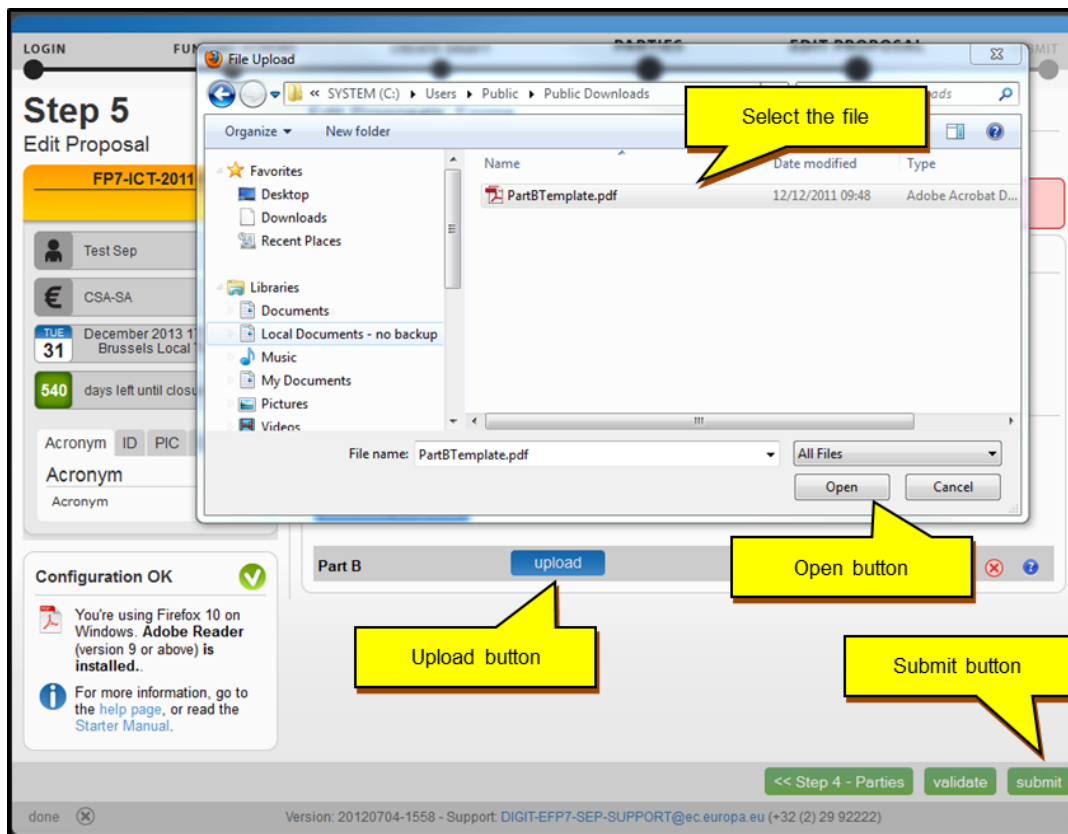 LOGIN
FUN
PARTIES
EDIT PROPOSAL
MIT
Step 5
Edit Proposal
FP7-ICT-2011
Test Sep
CSA-SA
TUE
31
December 2013 17
Brussels Local T
540
days left until closu
Acronym ID PIC
Acronym
Acronym
Configuration OK
You're using Firefox 10 on
Windows. Adobe Reader
(version 9 or above) is
installed..
For more information, go to
the help page, or read the
Starter Manual.
File Upload
« SYSTEM (C:) Users Public Public Downloads
ads
Organize New folder
Favorites
Desktop
Downloads
Recent Places
Libraries
Documents
Local Documents - no backup
Music
My Documents
Pictures
Videos
Name Date modified Type
PartBTemplate.pdf 12/12/2011 09:48 Adobe Acrobat D...
File name: PartBTemplate.pdf All Files
Open Cancel
Select the file
Open button
Part B upload
Upload button
Submit button
<< Step 4 - Parties validate submit
done Version: 20120704-1558 - Support: DIGIT-EFP7-SEP-SUPPORT@ec.europa.eu (+32 (2) 29 92222)